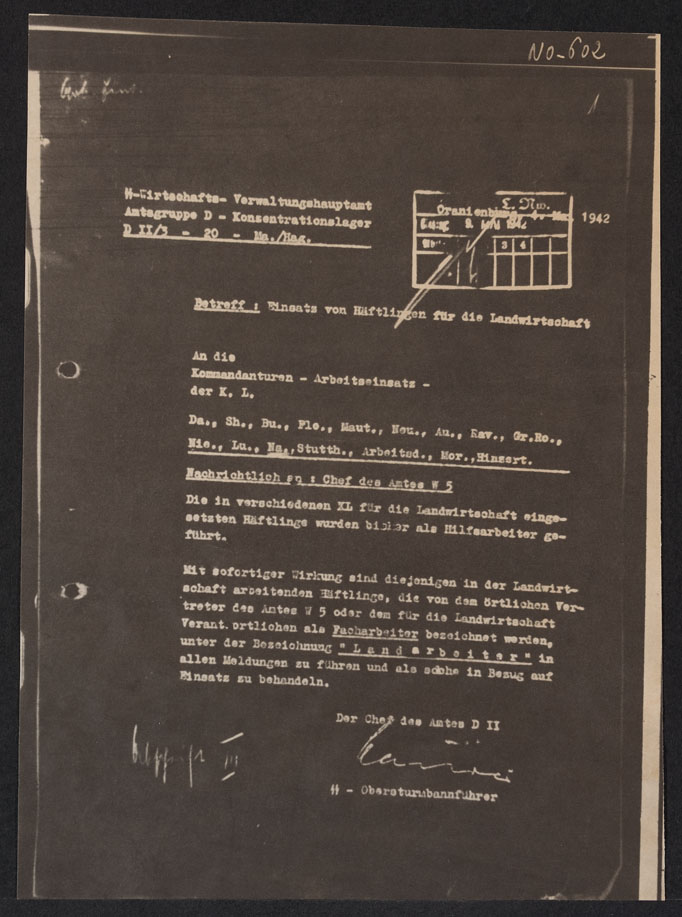 NO-602
1
SS-Wirtschafts- Verwaltungshauptamt
Amtsgruppe D - Konzentrationslager
D II/3 - 20 - Ma./Hag.
Oranienburg, 4. 1942
9. 1942
3 4
Betreff : Einsatz von Häftlingen für die Landwirtschaft
An die
Kommandanturen - Arbeitseinsatz -
der K. L.
Da., Sh., Bu., Flo., Maut., Neu., Au., Rav., Gr.Ro.,
Nie., Lu., Na., Stutth., Arbeitsd., Mor., Hinzert.
Nachrichtlich an : Chef des Amtes W 5
Die in verschiedenen KL für die Landwirtschaft einge-
setzten Häftlinge wurden bisher als Hilfsarbeiter ge-
führt.
Mit sofortiger Wirkung sind diejenigen in der Landwirt-
schaft arbeitenden Häftlinge, die von dem örtlichen Ver-
treter des Amtes W 5 oder dem für die Landwirtschaft
Verant.ortlichen als Facharbeiter bezeichnet werden,
unter der Bezeichnung " L a n d a r b e i t e r " in
allen Meldungen zu führen und als solche in Bezug auf
Einsatz zu behandeln.
Der Chef des Amtes D II
SS - Obersturmbannführer